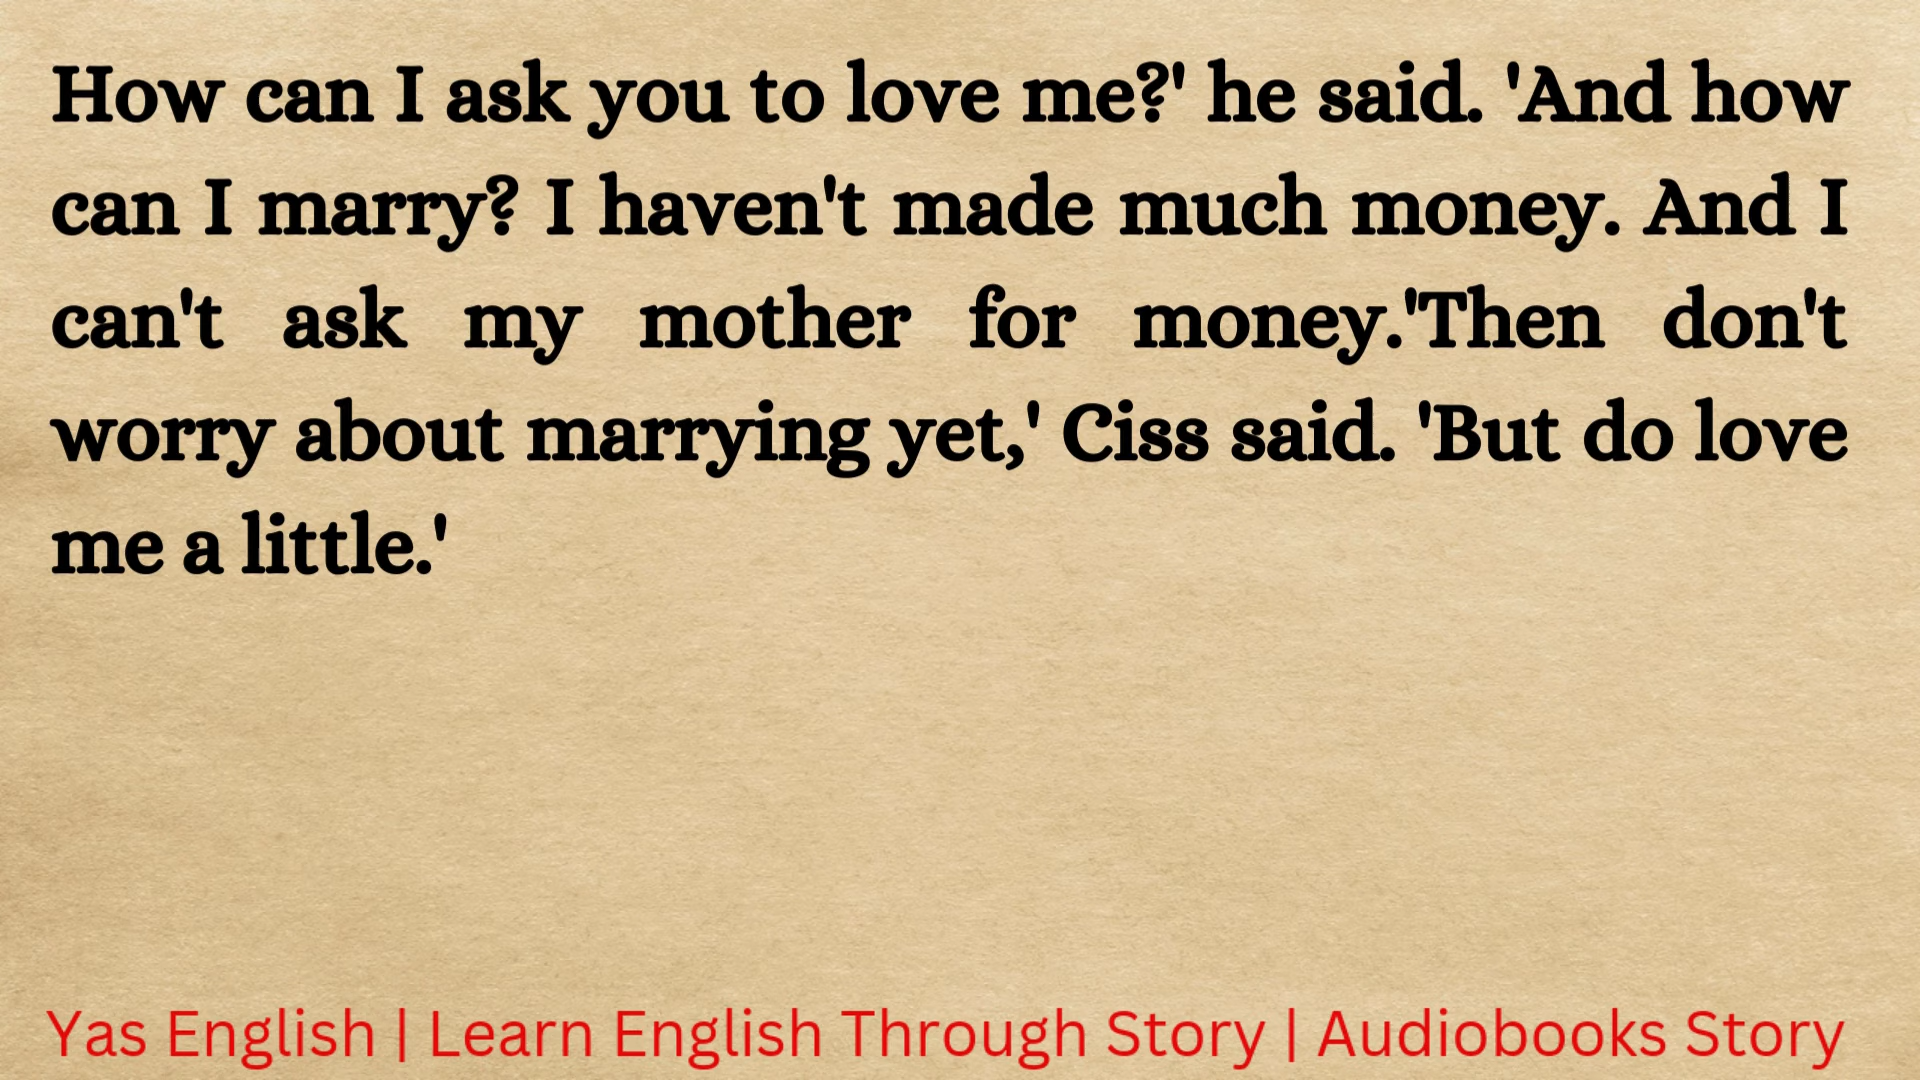 How can I ask you to love me?' he said. 'And how
can I marry? I haven't made much money. And I
can't ask my mother for money.'Then don't
worry about marrying yet,' Ciss said. 'But do love
me a little.'
Yas English | Learn English Through Story | Audiobooks Story